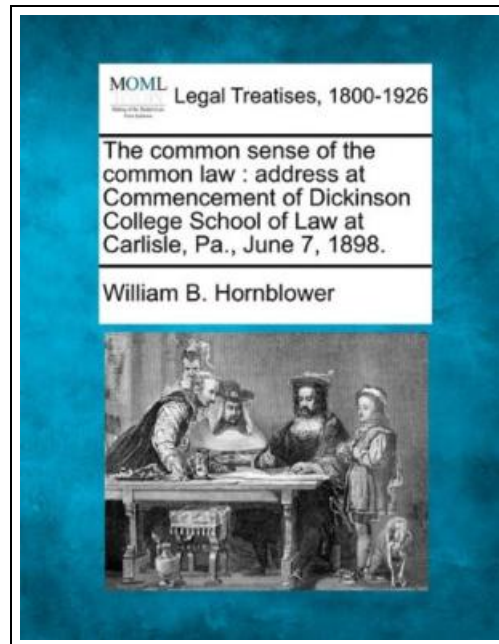 MOML
Legal Treatises, 1800-1926
The common sense of the
common law : address at
Commencement of Dickinson
College School of Law at
Carlisle, Pa., June 7, 1898.
William B. Hornblower